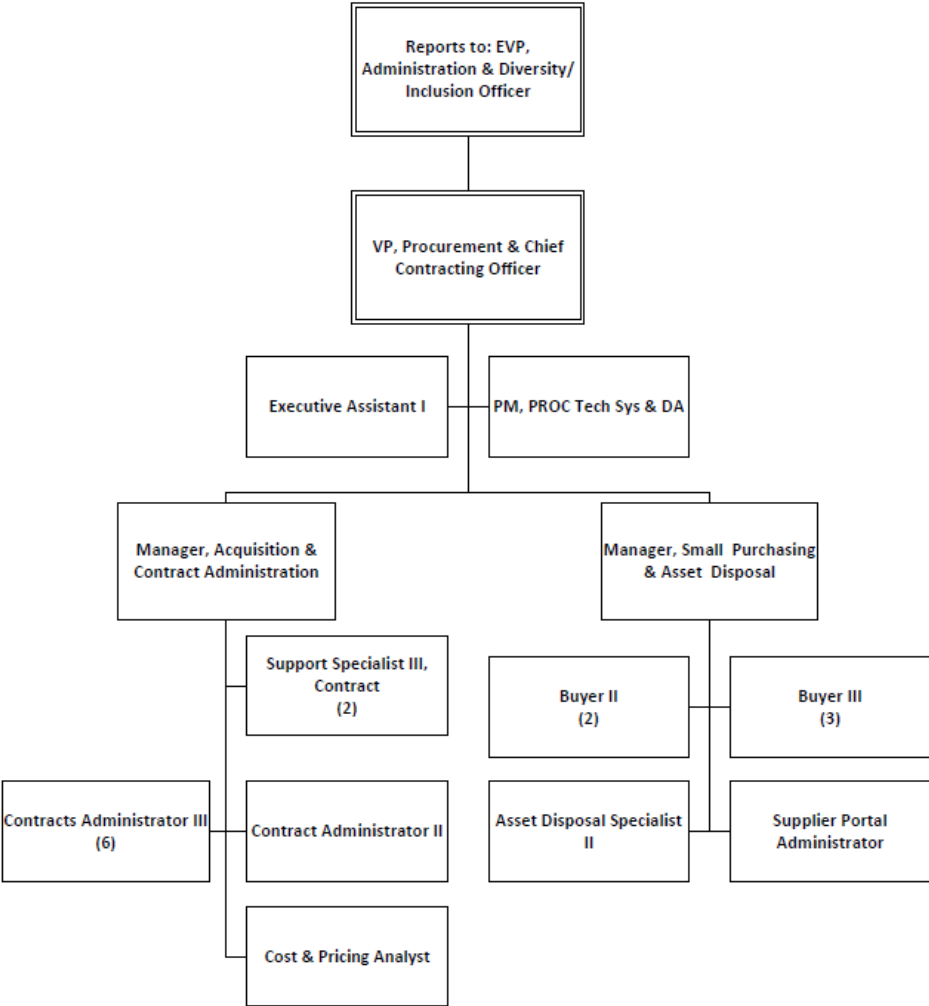 Reports to: EVP,
Administration & Diversity/
Inclusion Officer
VP, Procurement & Chief
Contracting Officer
Executive Assistant I
PM, PROC Tech Sys & DA
Manager, Acquisition &
Contract Administration
Manager, Small Purchasing
& Asset Disposal
Support Specialist III,
Contract
(2)
Buyer II
(2)
Buyer III
(3)
Contracts Administrator III
(6)
Contract Administrator II
Asset Disposal Specialist
II
Supplier Portal
Administrator
Cost & Pricing Analyst